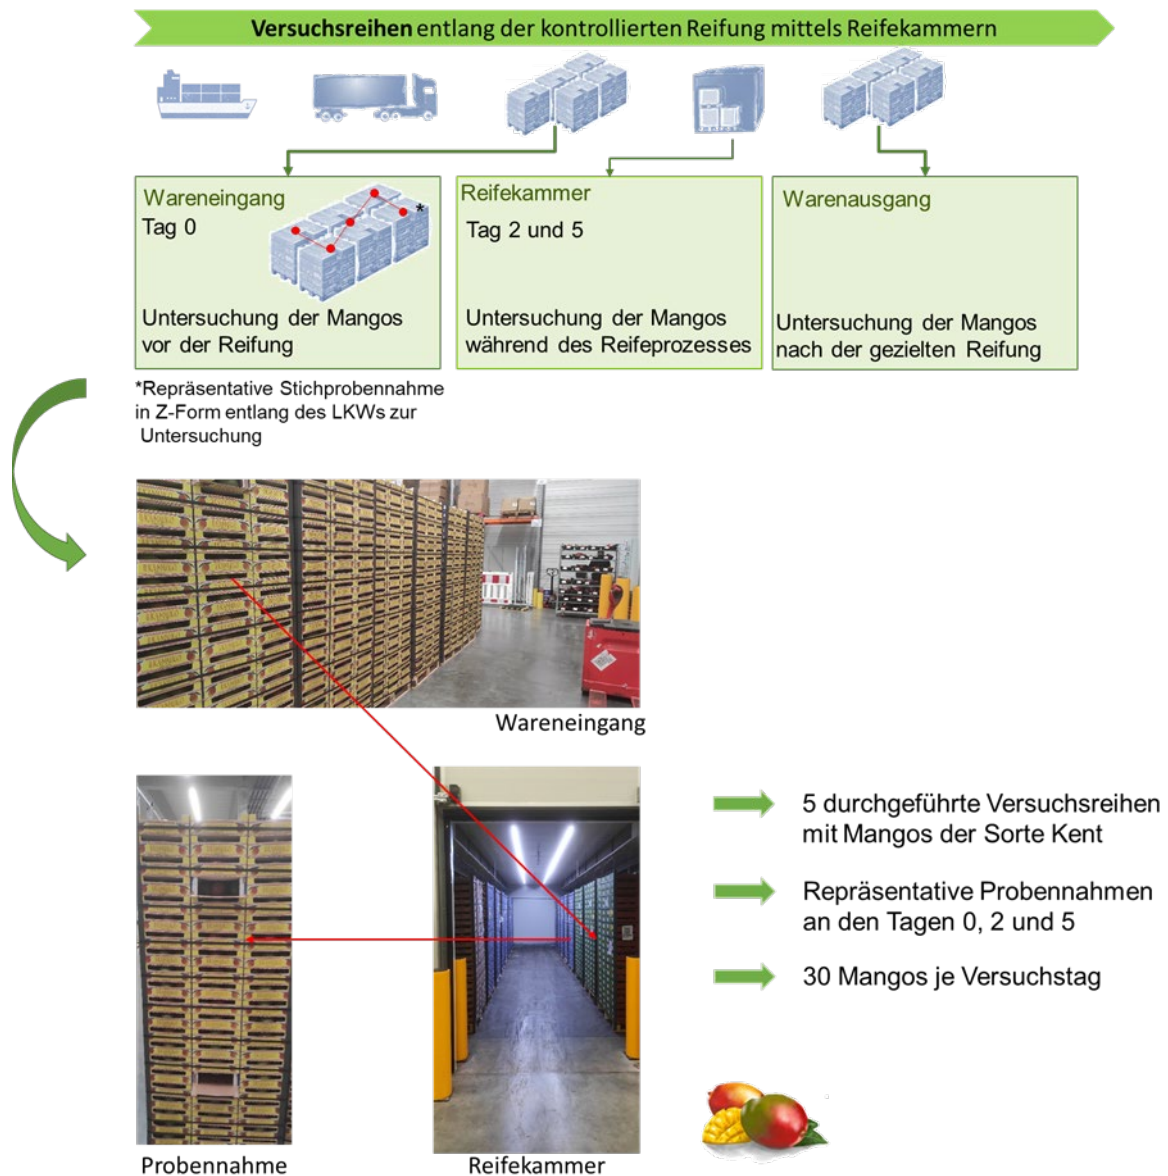 Versuchsreihen entlang der kontrollierten Reifung mittels Reifekammern
Wareneingang
Tag 0
*
Untersuchung der Mangos
vor der Reifung
Reifekammer
Tag 2 und 5
Untersuchung der Mangos
während des Reifeprozesses
Warenausgang
Untersuchung der Mangos
nach der gezielten Reifung
*Repräsentative Stichprobennahme
in Z-Form entlang des LKWs zur
Untersuchung
Wareneingang
5 durchgeführte Versuchsreihen
mit Mangos der Sorte Kent
Repräsentative Probennahmen
an den Tagen 0, 2 und 5
30 Mangos je Versuchstag
Probennahme
Reifekammer